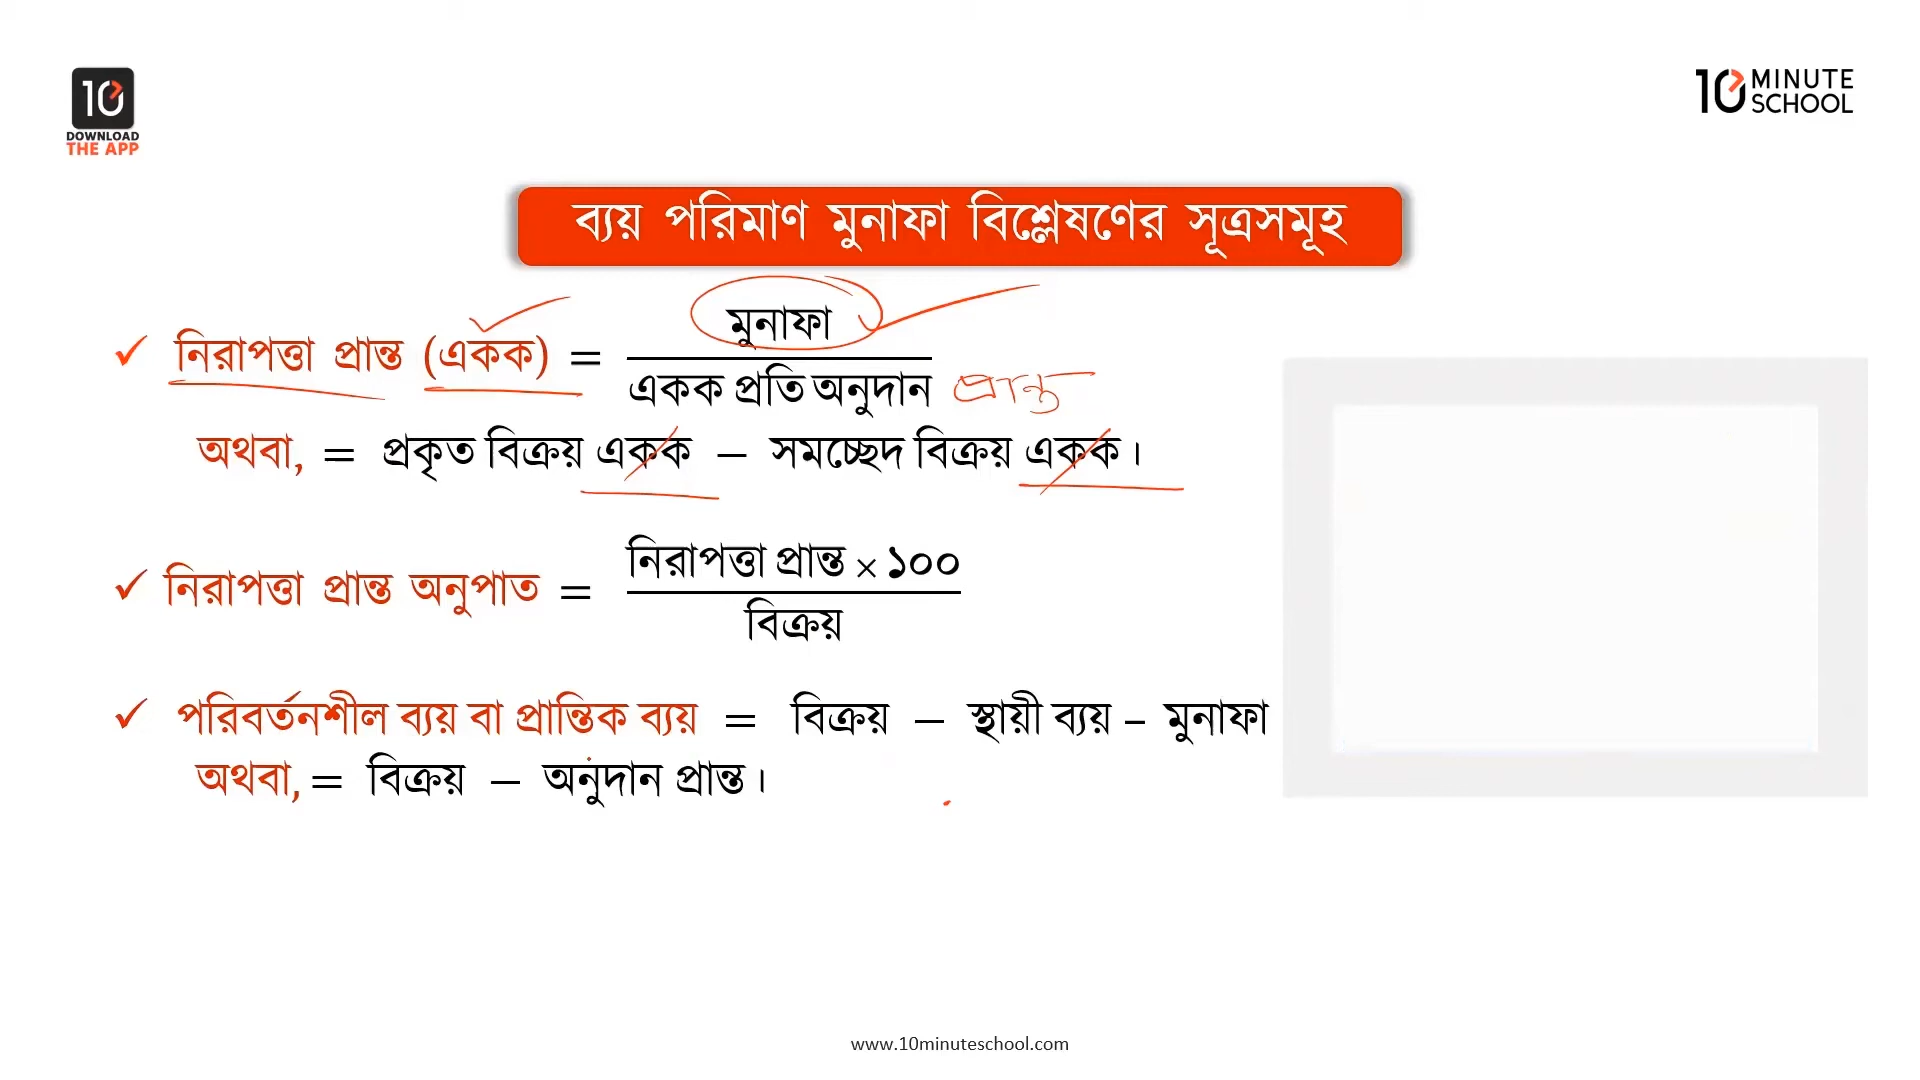 10
DOWNLOAD
THE APP
10 MINUTE
SCHOOL
ব্যয় পরিমাণ মুনাফা বিশ্লেষণের সূত্রসমূহ
✓ নিরাপত্তা প্রান্ত (একক) = মুনাফা
একক প্রতি অনুদান প্রান্ত
অথবা, = প্রকৃত বিক্রয় একক – সমচ্ছেদ বিক্রয় একক।
✓ নিরাপত্তা প্রান্ত অনুপাত = নিরাপত্তা প্রান্ত × ১০০
বিক্রয়
✓ পরিবর্তনশীল ব্যয় বা প্রান্তিক ব্যয় = বিক্রয় – স্থায়ী ব্যয় – মুনাফা
অথবা, = বিক্রয় – অনুদান প্রান্ত।
www.10minuteschool.com